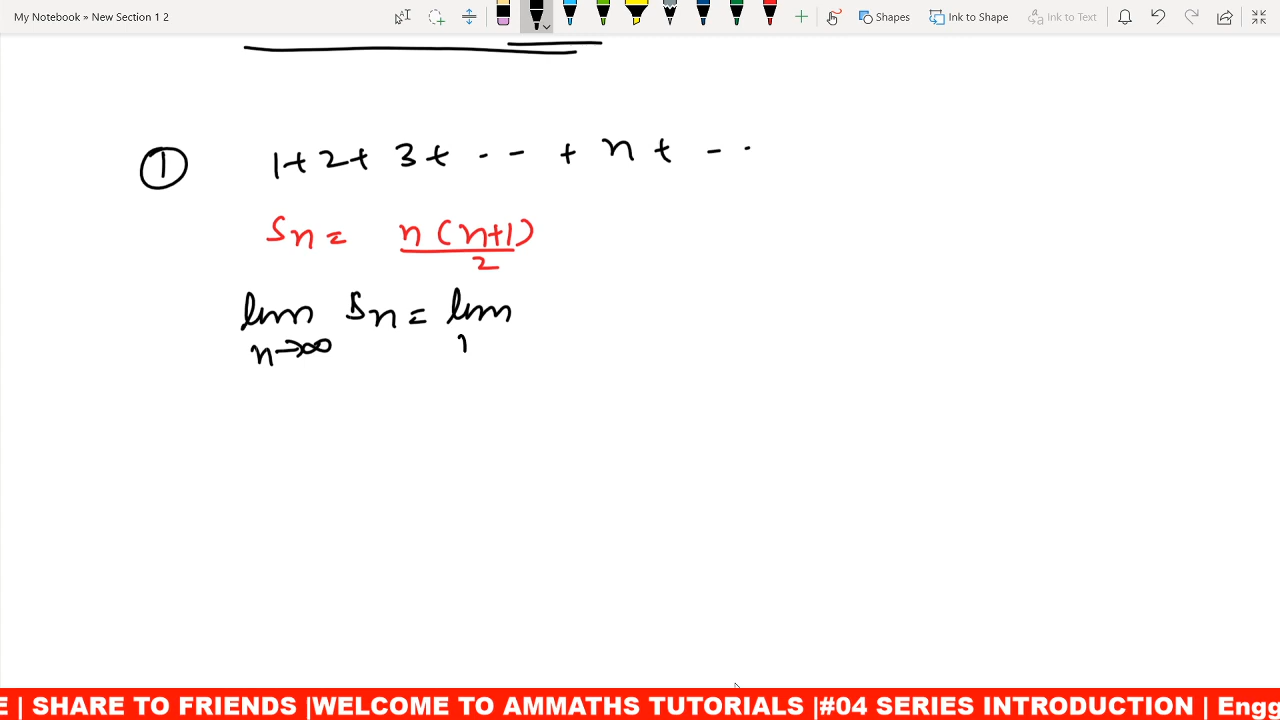 My Notebook » New Section 1 2
Shapes
Ink to Shape
Ink to Text
① 1+ 2+ 3+ - - + n + - -
Sn = n (n+1)
2
lim Sn = lim
n→∞
E | SHARE TO FRIENDS |WELCOME TO AMMATHS TUTORIALS |#04 SERIES INTRODUCTION | Engg